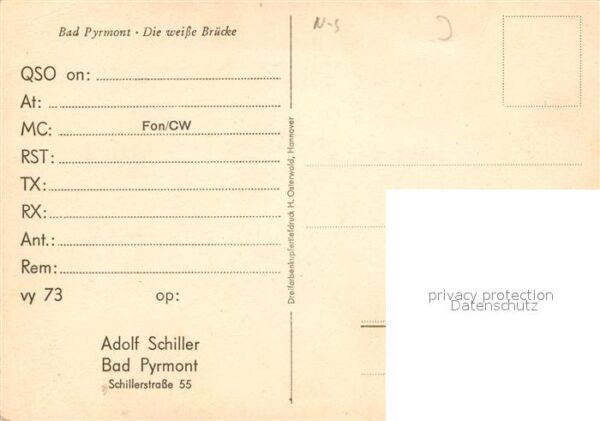 Bad Pyrmont · Die weiße Brücke
QSO on:
At:
MC: Fon/CW
RST:
TX:
RX:
Ant.:
Rem:
vy 73 op:
Adolf Schiller
Bad Pyrmont
Schillerstraße 55
Dreifarbenkupfertiefdruck H. Osterwald, Hannover
N-s
privacy protection
Datenschutz